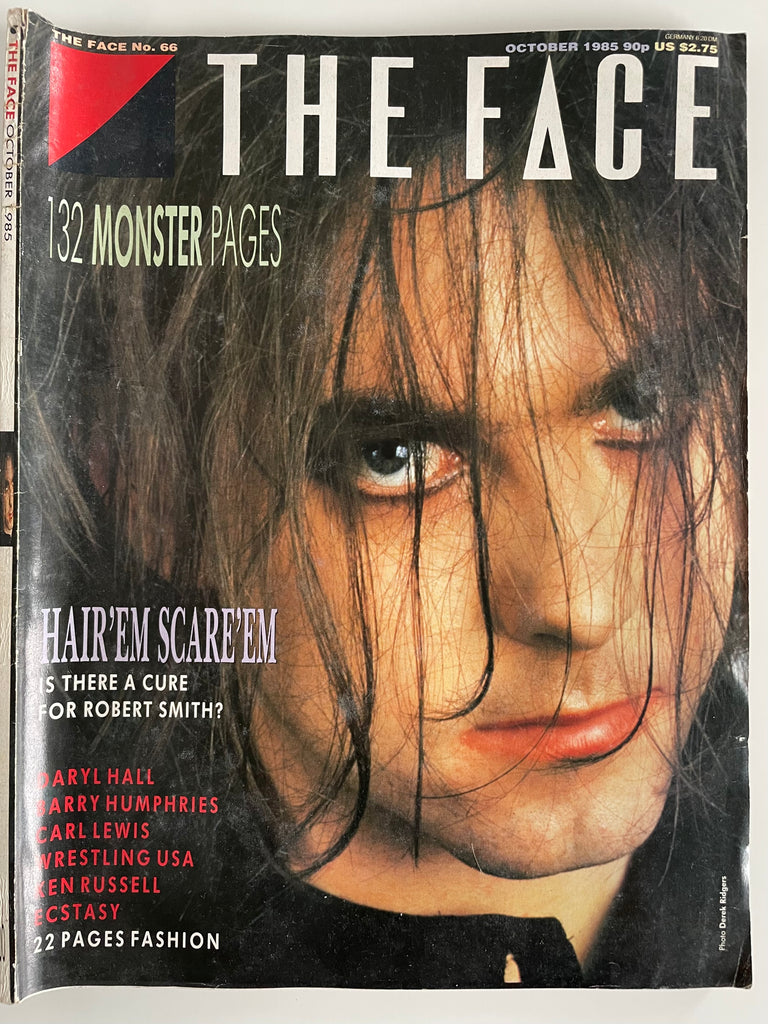 THE FACE No. 66
OCTOBER 1985 90p US $2.75
GERMANY 6·20 DM
THE FACE
THE FACE OCTOBER 1985
132 MONSTER PAGES
HAIR'EM SCARE'EM
IS THERE A CURE
FOR ROBERT SMITH?
DARYL HALL
BARRY HUMPHRIES
CARL LEWIS
WRESTLING USA
KEN RUSSELL
ECSTASY
22 PAGES FASHION
Photo Derek Ridgers